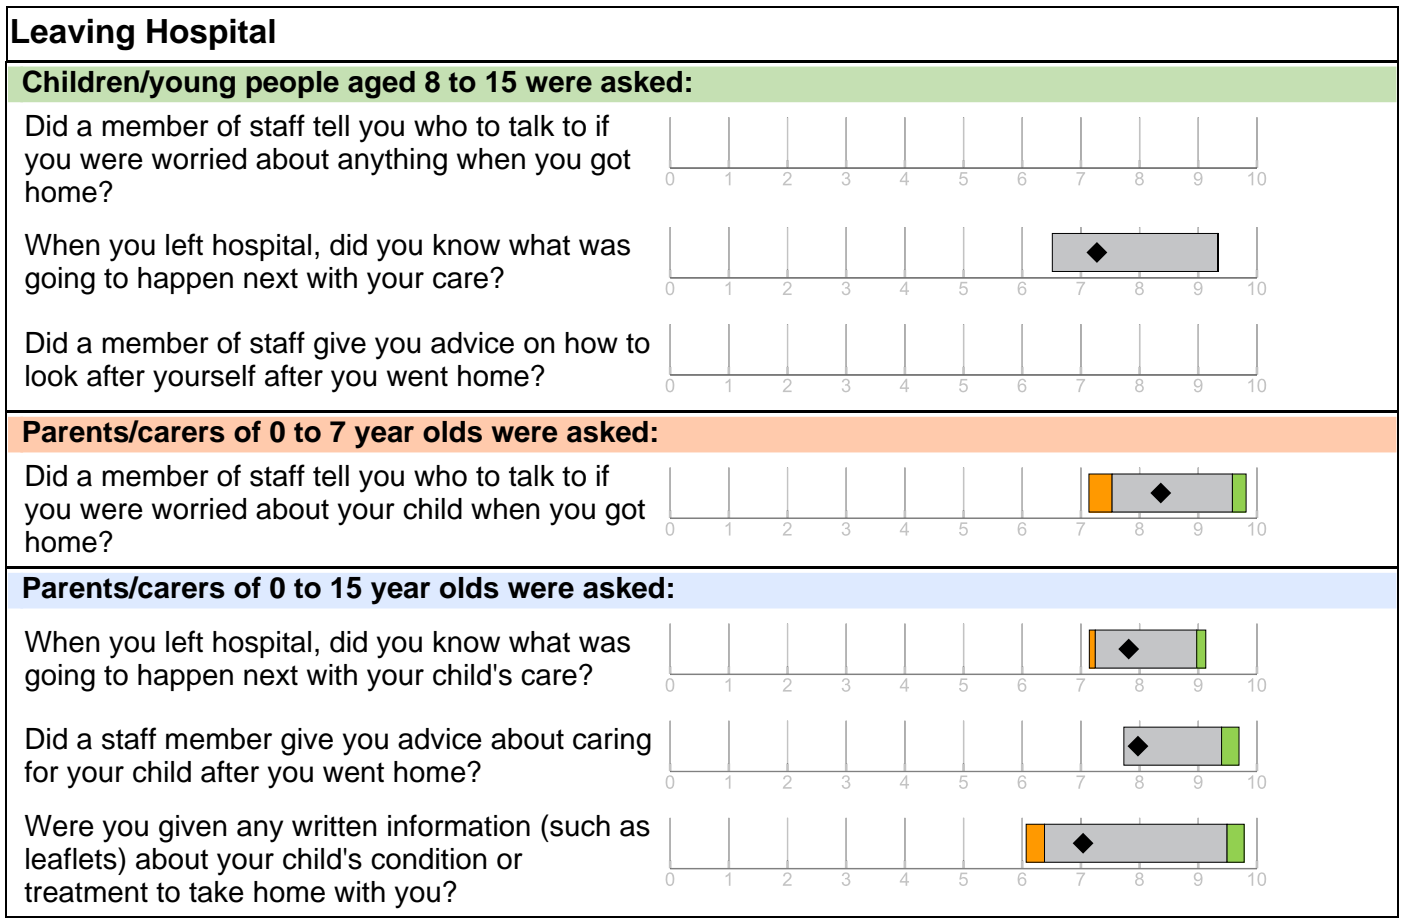 Leaving Hospital
Children/young people aged 8 to 15 were asked:
Did a member of staff tell you who to talk to if
you were worried about anything when you got
home?
0 1 2 3 4 5 6 7 8 9 10
When you left hospital, did you know what was
going to happen next with your care?
0 1 2 3 4 5 6 7 8 9 10
Did a member of staff give you advice on how to
look after yourself after you went home?
0 1 2 3 4 5 6 7 8 9 10
Parents/carers of 0 to 7 year olds were asked:
Did a member of staff tell you who to talk to if
you were worried about your child when you got
home?
0 1 2 3 4 5 6 7 8 9 10
Parents/carers of 0 to 15 year olds were asked:
When you left hospital, did you know what was
going to happen next with your child's care?
0 1 2 3 4 5 6 7 8 9 10
Did a staff member give you advice about caring
for your child after you went home?
0 1 2 3 4 5 6 7 8 9 10
Were you given any written information (such as
leaflets) about your child's condition or
treatment to take home with you?
0 1 2 3 4 5 6 7 8 9 10